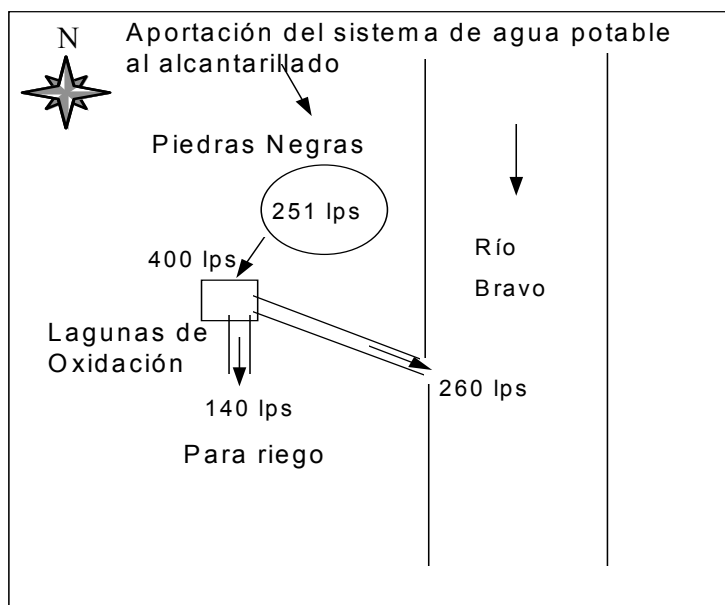 N
Aportación del sistema de agua potable
al alcantarillado
Piedras Negras
251 lps
400 lps
Río
Bravo
Lagunas de
Oxidación
260 lps
140 lps
Para riego